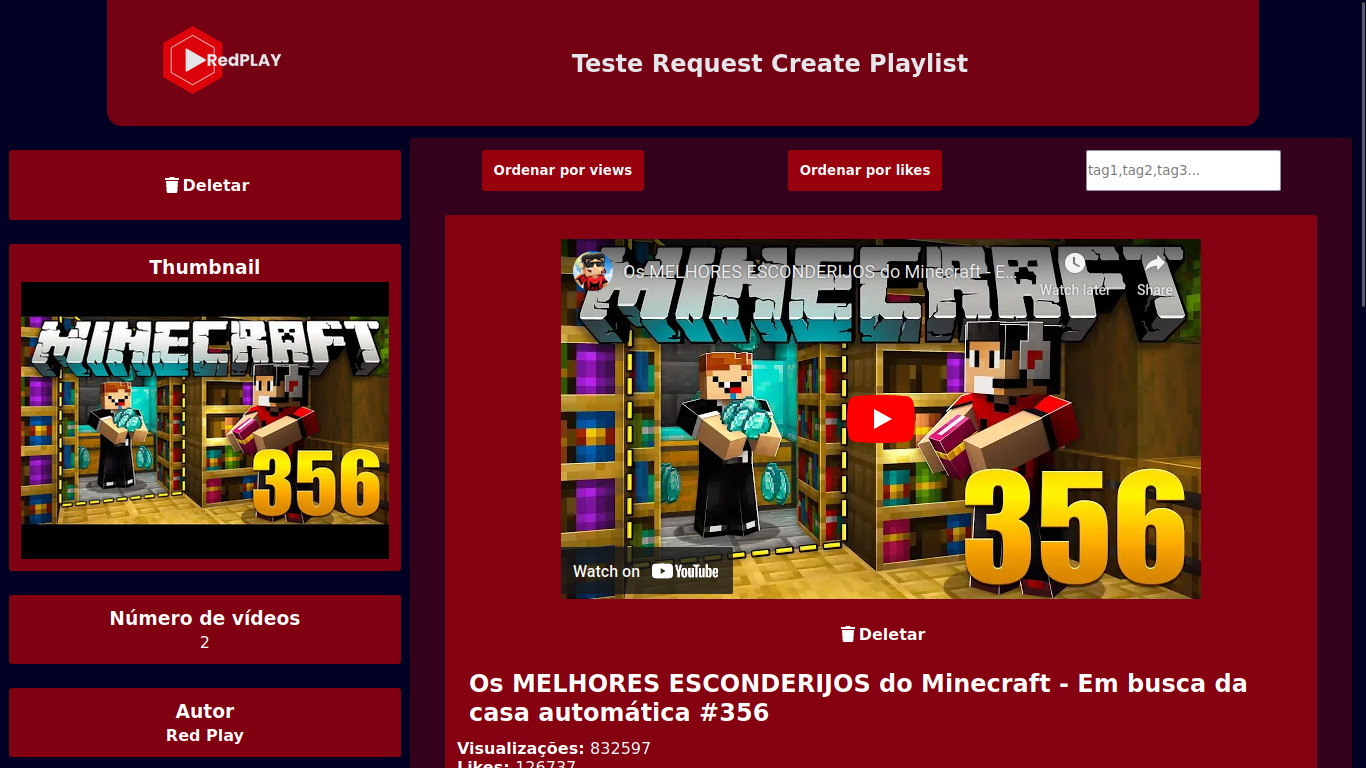 RedPLAY
Teste Request Create Playlist
Deletar
Thumbnail
MINECRAFT
356
Número de vídeos
2
Autor
Red Play
Ordenar por views
Ordenar por likes
tag1,tag2,tag3...
MINECRAFT
Os MELHORES ESCONDERIJOS do Minecraft - E...
Watch later
Share
356
Watch on YouTube
Deletar
Os MELHORES ESCONDERIJOS do Minecraft - Em busca da
casa automática #356
Visualizações: 832597
Likes: 126737